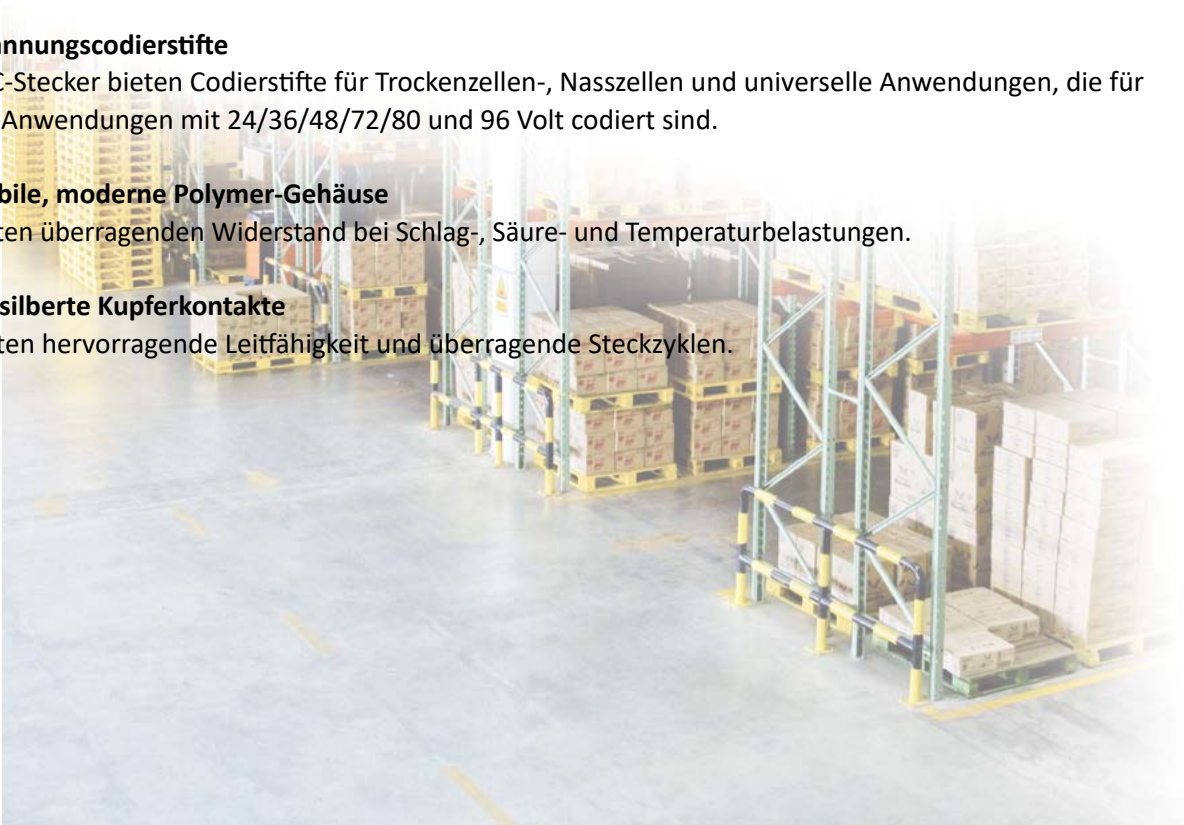 annungscodierstifte
C-Stecker bieten Codierstifte für Trockenzellen-, Nasszellen und universelle Anwendungen, die für
Anwendungen mit 24/36/48/72/80 und 96 Volt codiert sind.
bile, moderne Polymer-Gehäuse
ten überragenden Widerstand bei Schlag-, Säure- und Temperaturbelastungen.
silberte Kupferkontakte
ten hervorragende Leitfähigkeit und überragende Steckzyklen.